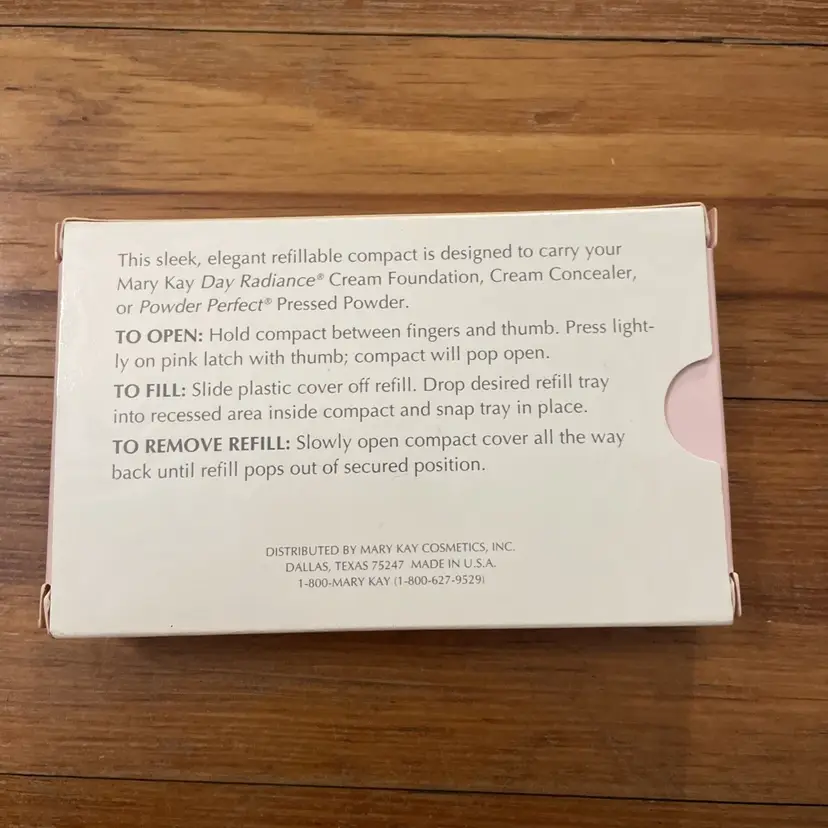 This sleek, elegant refillable compact is designed to carry your
Mary Kay Day Radiance® Cream Foundation, Cream Concealer,
or Powder Perfect® Pressed Powder.
TO OPEN: Hold compact between fingers and thumb. Press light-
ly on pink latch with thumb; compact will pop open.
TO FILL: Slide plastic cover off refill. Drop desired refill tray
into recessed area inside compact and snap tray in place.
TO REMOVE REFILL: Slowly open compact cover all the way
back until refill pops out of secured position.
DISTRIBUTED BY MARY KAY COSMETICS, INC.
DALLAS, TEXAS 75247 MADE IN U.S.A.
1-800-MARY KAY (1-800-627-9529)